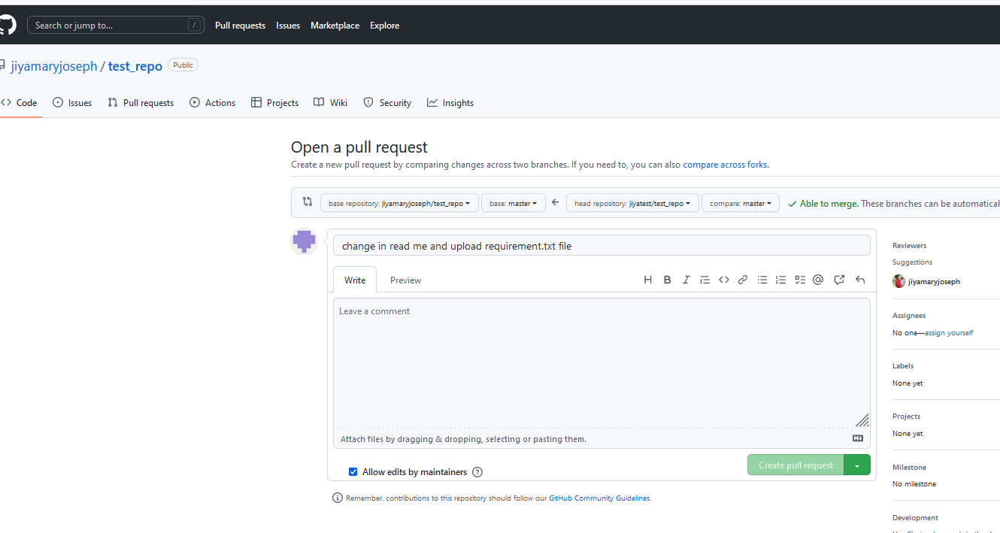 Search or jump to... /
Pull requests Issues Marketplace Explore
jiyamaryjoseph / test_repo Public
Code Issues Pull requests Actions Projects Wiki Security Insights
Open a pull request
Create a new pull request by comparing changes across two branches. If you need to, you can also compare across forks.
base repository: jiyamaryjoseph/test_repo base: master head repository: jiyatest/test_repo compare: master Able to merge. These branches can be automatical
change in read me and upload requirement.txt file
Write Preview
Leave a comment
Attach files by dragging & dropping, selecting or pasting them.
Allow edits by maintainers
Create pull request
Remember, contributions to this repository should follow our GitHub Community Guidelines.
Reviewers
Suggestions
jiyamaryjoseph
Assignees
No one—assign yourself
Labels
None yet
Projects
None yet
Milestone
No milestone
Development